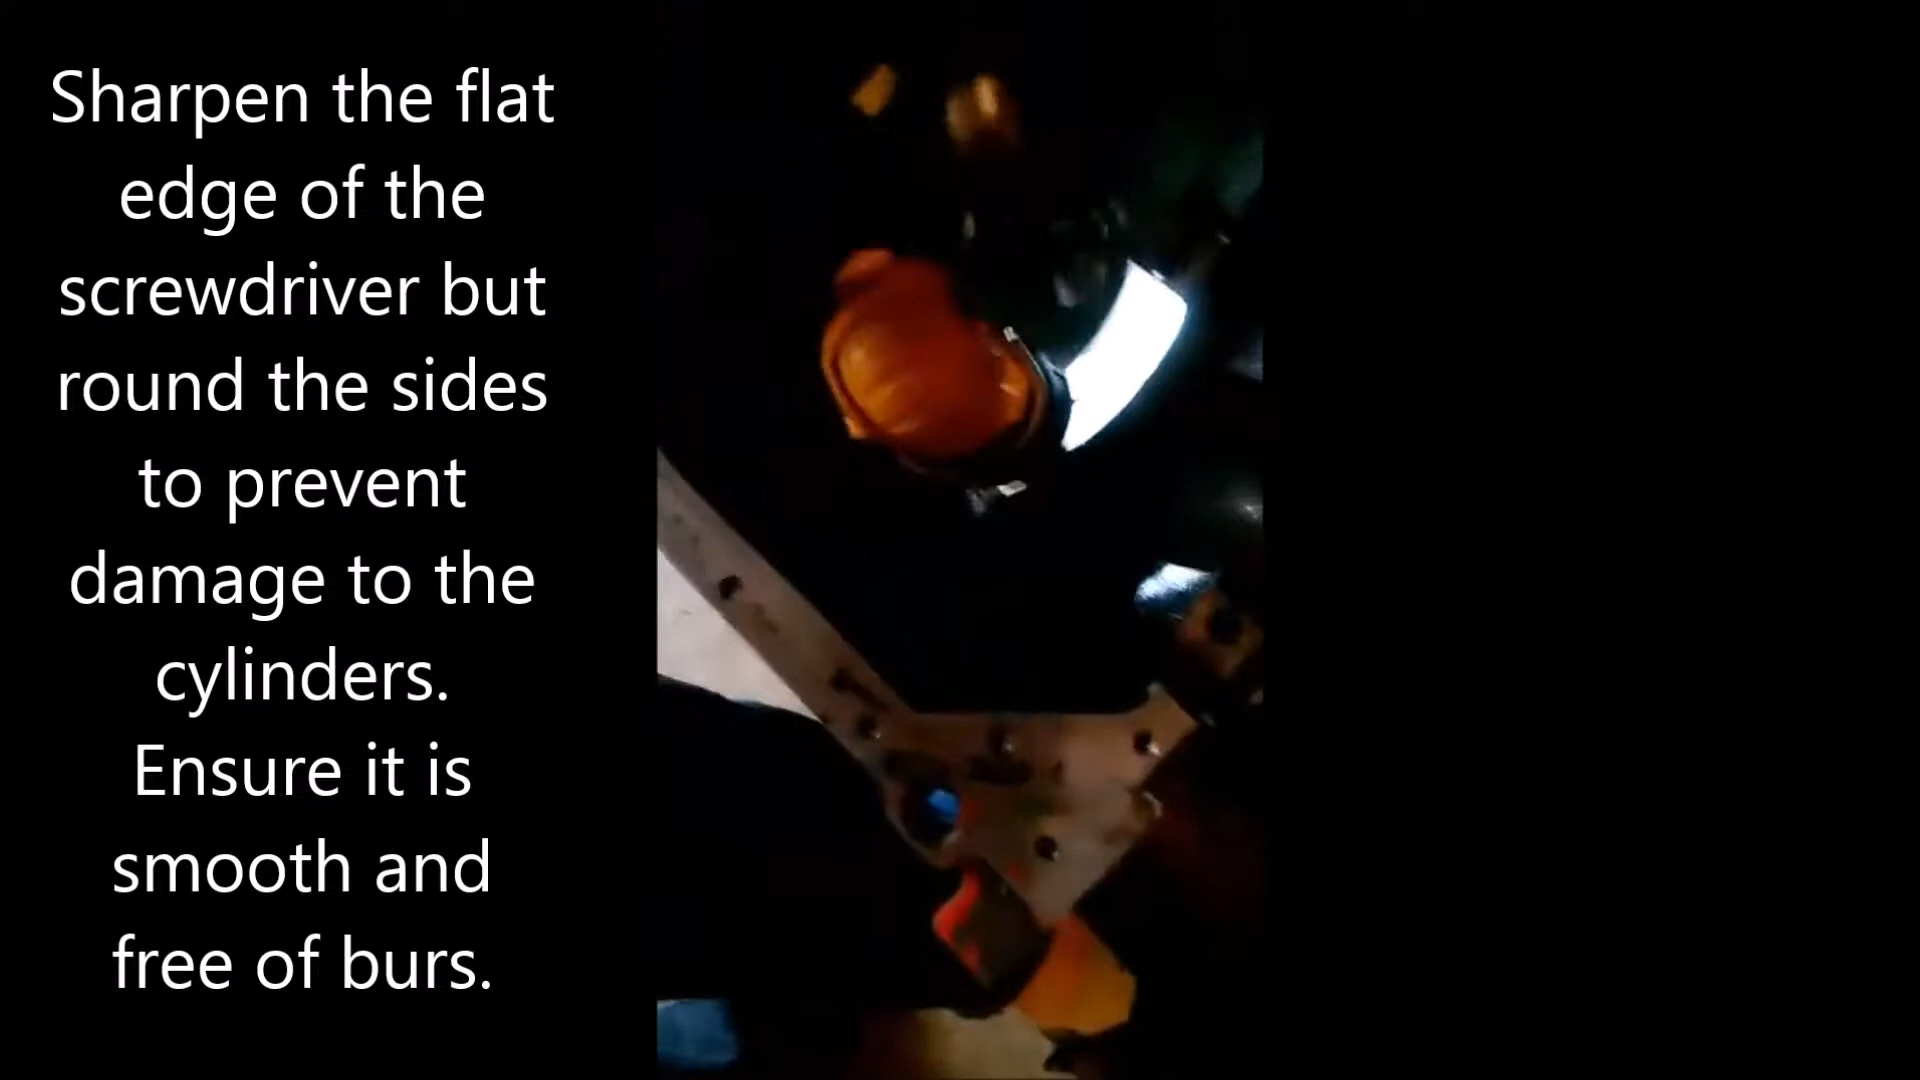 Sharpen the flat
edge of the
screwdriver but
round the sides
to prevent
damage to the
cylinders.
Ensure it is
smooth and
free of burs.